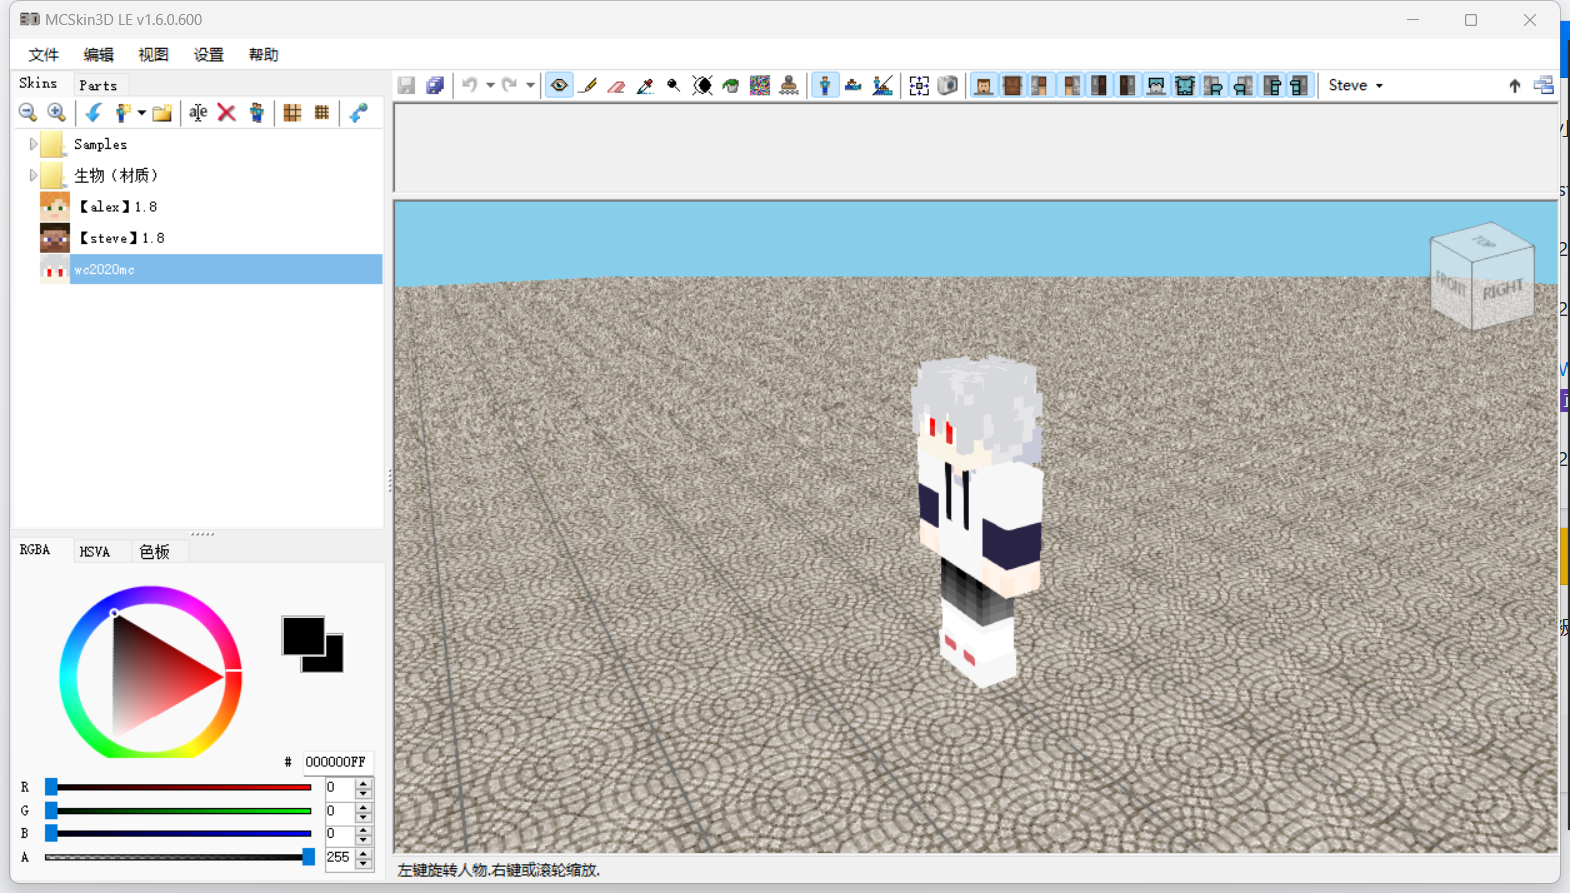 MCSkin3D LE v1.6.0.600
文件 编辑 视图 设置 帮助
Skins Parts
Steve
Samples
生物（材质）
【alex】1.8
【steve】1.8
wc2020mc
TOP
FRONT
RIGHT
RGBA HSVA 色板
# 000000FF
R 0
G 0
B 0
A 255
左键旋转人物.右键或滚轮缩放.